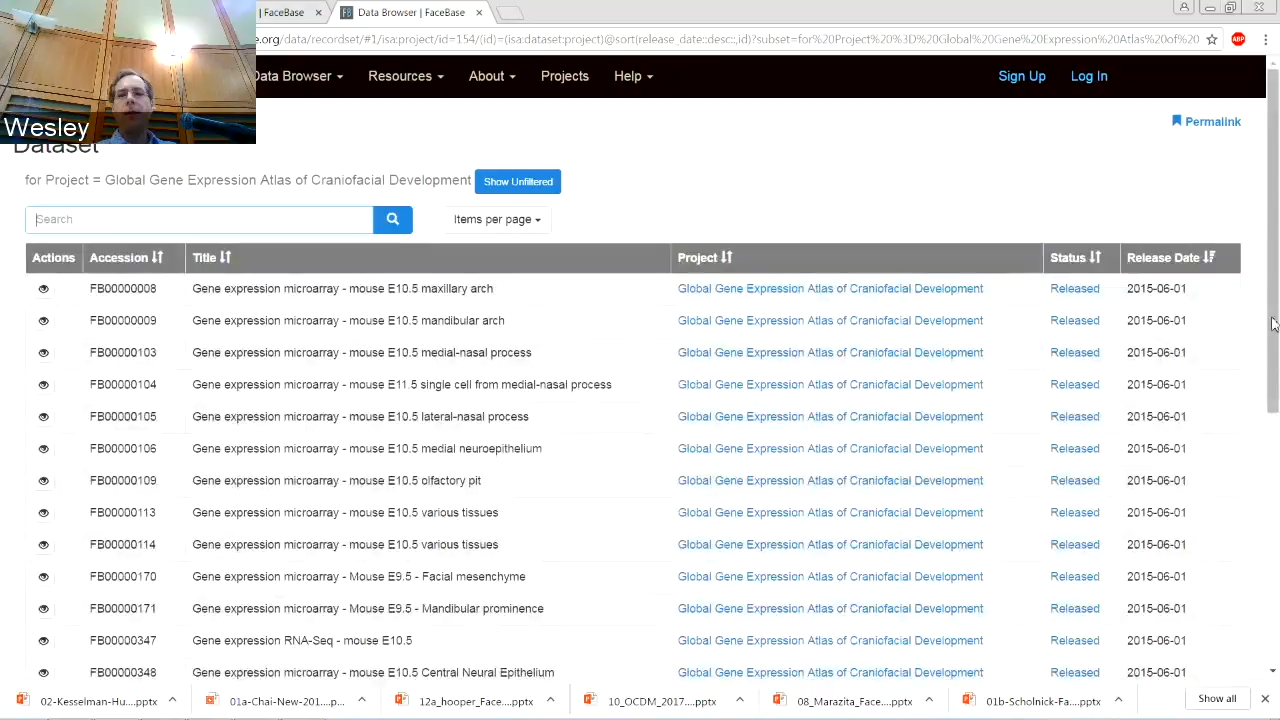 | FaceBase
Dataset Browser | FaceBase
e.org/data/recordset/#1/isa:project/id=154/(id)=(isa:dataset:project)@sort(release_date::desc::,id)?subset=for%20Project%20%3D%20Global%20Gene%20Expression%20Atlas%20of%20
ABP
Data Browser Resources About Projects Help Sign Up Log In
Wesley
Permalink
Dataset
for Project = Global Gene Expression Atlas of Craniofacial Development Show Unfiltered
Search Items per page
Actions Accession Title Project Status Release Date
FB00000008 Gene expression microarray - mouse E10.5 maxillary arch Global Gene Expression Atlas of Craniofacial Development Released 2015-06-01
FB00000009 Gene expression microarray - mouse E10.5 mandibular arch Global Gene Expression Atlas of Craniofacial Development Released 2015-06-01
FB00000103 Gene expression microarray - mouse E10.5 medial-nasal process Global Gene Expression Atlas of Craniofacial Development Released 2015-06-01
FB00000104 Gene expression microarray - mouse E11.5 single cell from medial-nasal process Global Gene Expression Atlas of Craniofacial Development Released 2015-06-01
FB00000105 Gene expression microarray - mouse E10.5 lateral-nasal process Global Gene Expression Atlas of Craniofacial Development Released 2015-06-01
FB00000106 Gene expression microarray - mouse E10.5 medial neuroepithelium Global Gene Expression Atlas of Craniofacial Development Released 2015-06-01
FB00000109 Gene expression microarray - mouse E10.5 olfactory pit Global Gene Expression Atlas of Craniofacial Development Released 2015-06-01
FB00000113 Gene expression microarray - mouse E10.5 various tissues Global Gene Expression Atlas of Craniofacial Development Released 2015-06-01
FB00000114 Gene expression microarray - mouse E10.5 various tissues Global Gene Expression Atlas of Craniofacial Development Released 2015-06-01
FB00000170 Gene expression microarray - Mouse E9.5 - Facial mesenchyme Global Gene Expression Atlas of Craniofacial Development Released 2015-06-01
FB00000171 Gene expression microarray - Mouse E9.5 - Mandibular prominence Global Gene Expression Atlas of Craniofacial Development Released 2015-06-01
FB00000347 Gene expression RNA-Seq - mouse E10.5 Global Gene Expression Atlas of Craniofacial Development Released 2015-06-01
FB00000348 Gene expression microarray - mouse E10.5 Central Neural Epithelium Global Gene Expression Atlas of Craniofacial Development Released 2015-06-01
02-Kesselman-Hu....pptx 01a-Chai-New-201....p... 12a_hooper_Face....pptx 10_OCDM_2017....pptx 08_Marazita_Face....pptx 01b-Scholnick-Fa....pptx Show all